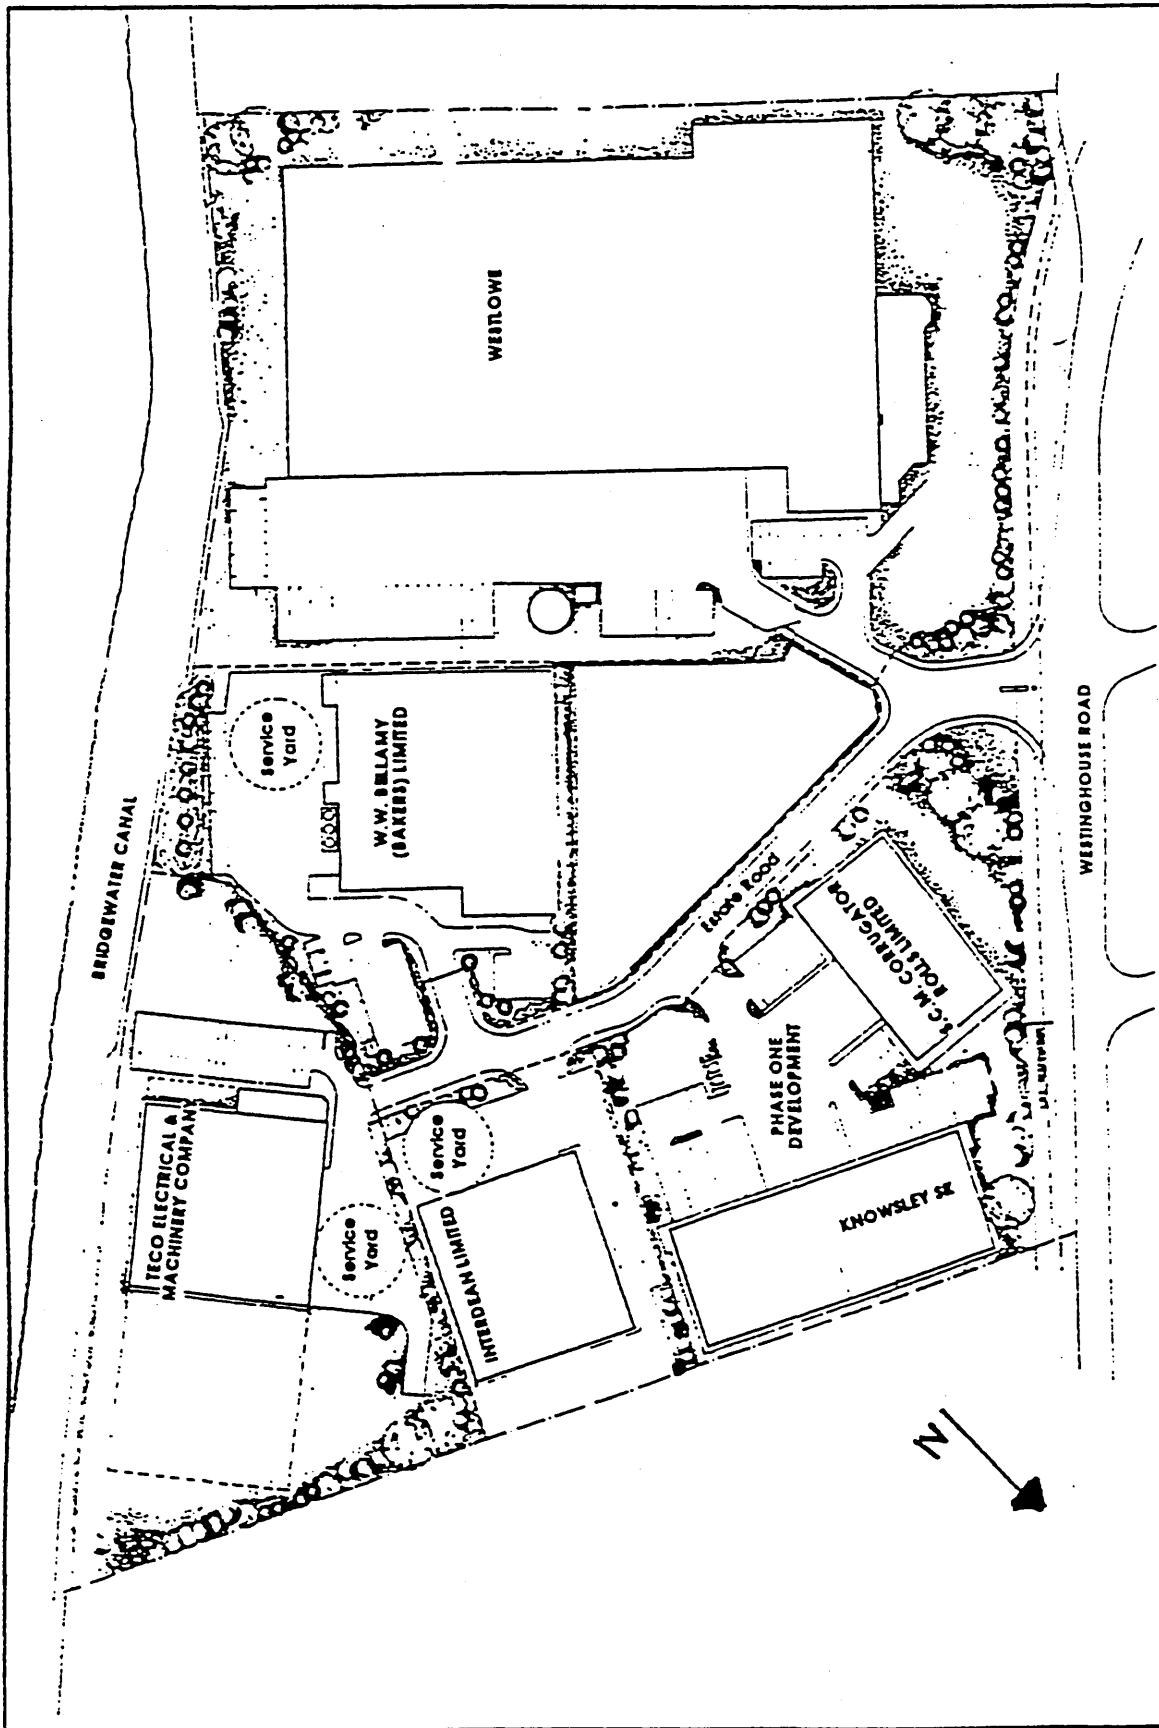 WESTLOWE
BRIDGEWATER CANAL
Service
Yard
W.W. BELLAMY
(BAKERS) LIMITED
WESTINGHOUSE ROAD
Estate Road
S.C.M. CORRUGATOR
ROLLS LIMITED
PHASE ONE
DEVELOPMENT
TECO ELECTRICAL &
MACHINERY COMPANY
Service
Yard
Service
Yard
INTERDEAN LIMITED
KNOWSLEY SK
N